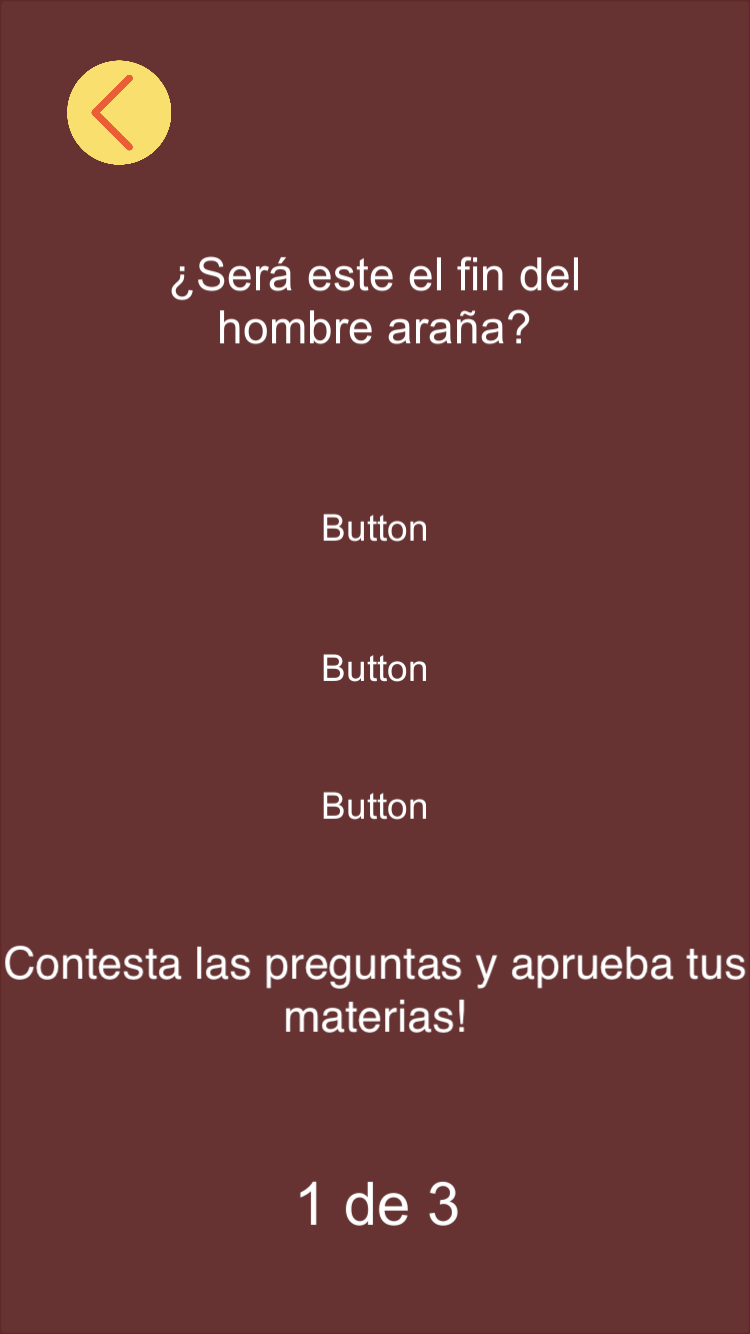 ¿Será este el fin del
hombre araña?
Button
Button
Button
Contesta las preguntas y aprueba tus
materias!
1 de 3